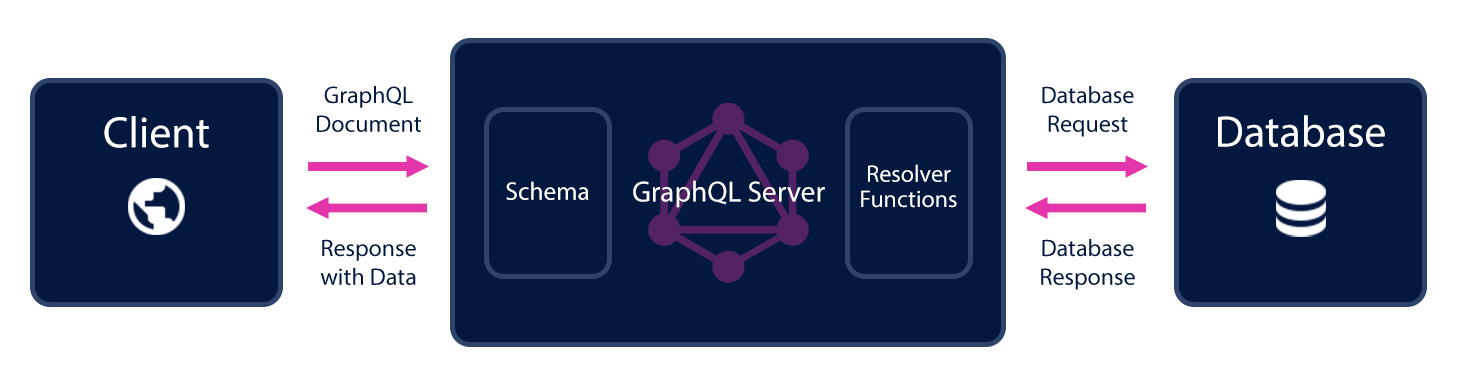 Client
GraphQL
Document
Response
with Data
Schema
GraphQL Server
Resolver
Functions
Database
Request
Database
Response
Database